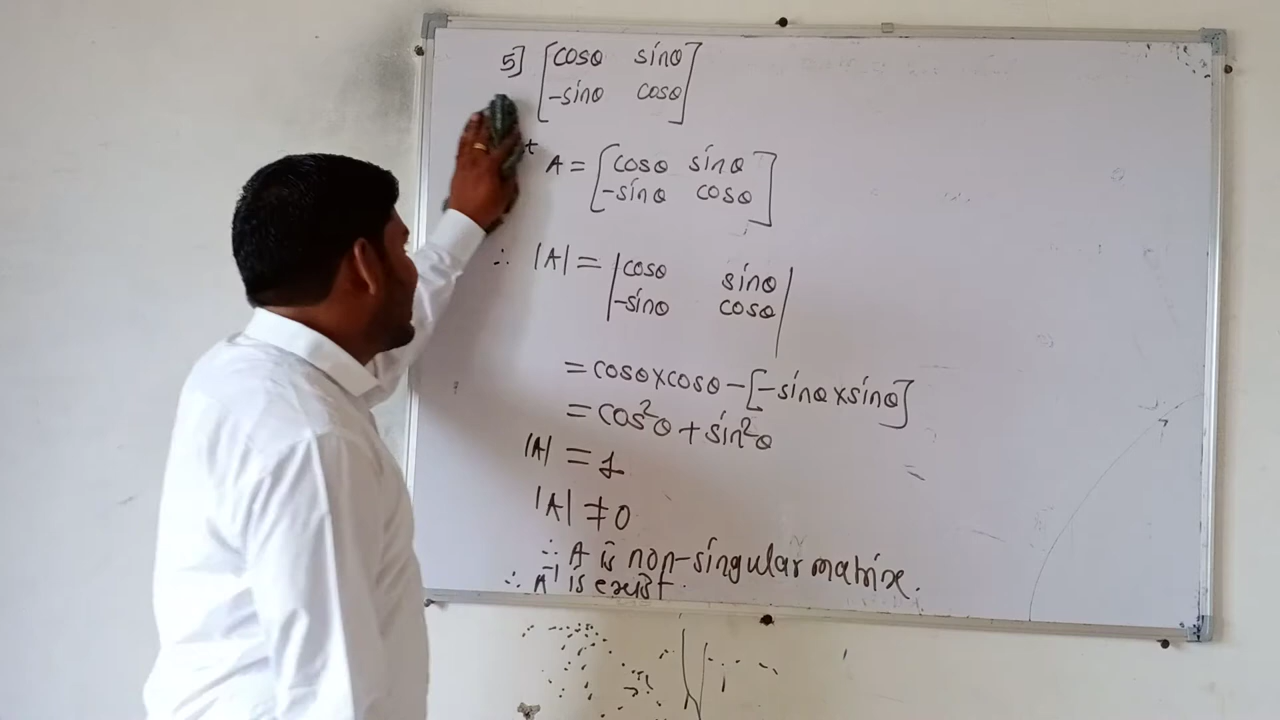 5] [cosθ sinθ
-sinθ cosθ]
A = [cosθ sinθ
-sinθ cosθ]
∴ |A| = |cosθ sinθ
-sinθ cosθ|
= cosθ×cosθ-[-sinθ×sinθ]
= cos²θ+sin²θ
|A| = 1
|A| ≠ 0
∴ A is non-singular matrix.
∴ A⁻¹ is exist.